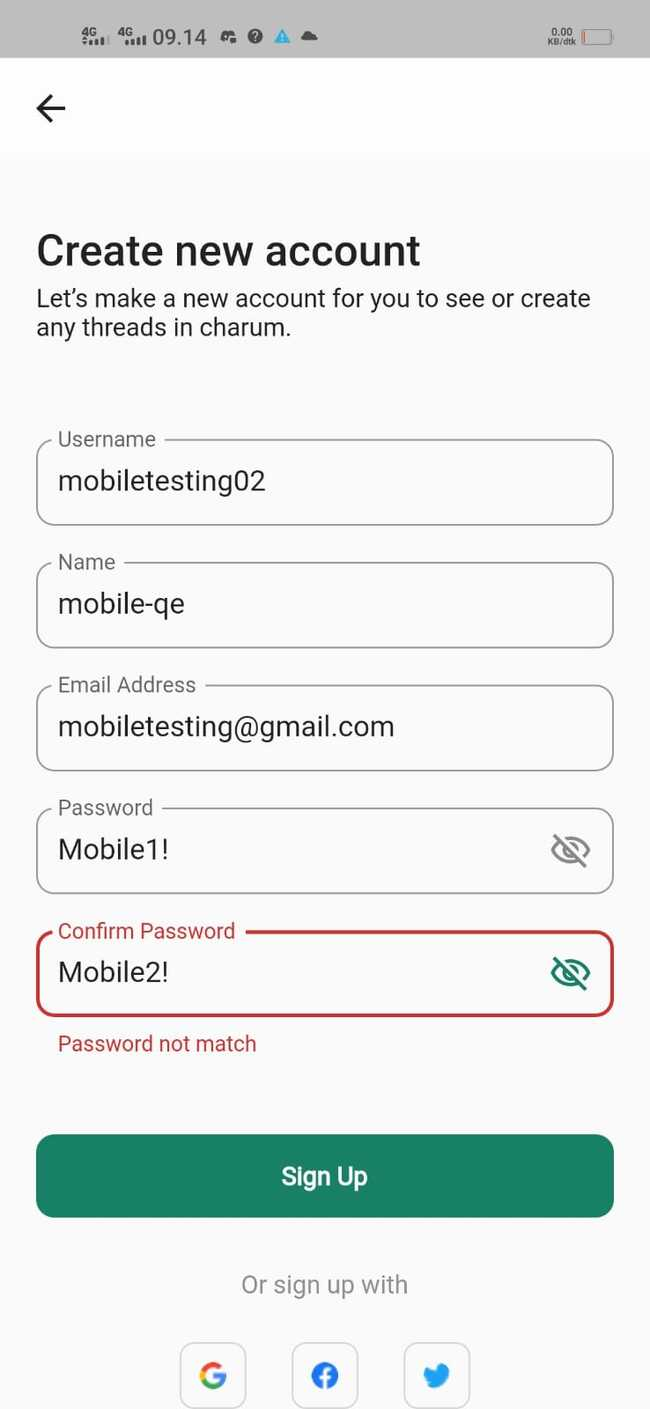 4G 4G 09.14 0.00 KB/dtk
Create new account
Let’s make a new account for you to see or create
any threads in charum.
Username
mobiletesting02
Name
mobile-qe
Email Address
mobiletesting@gmail.com
Password
Mobile1!
Confirm Password
Mobile2!
Password not match
Sign Up
Or sign up with